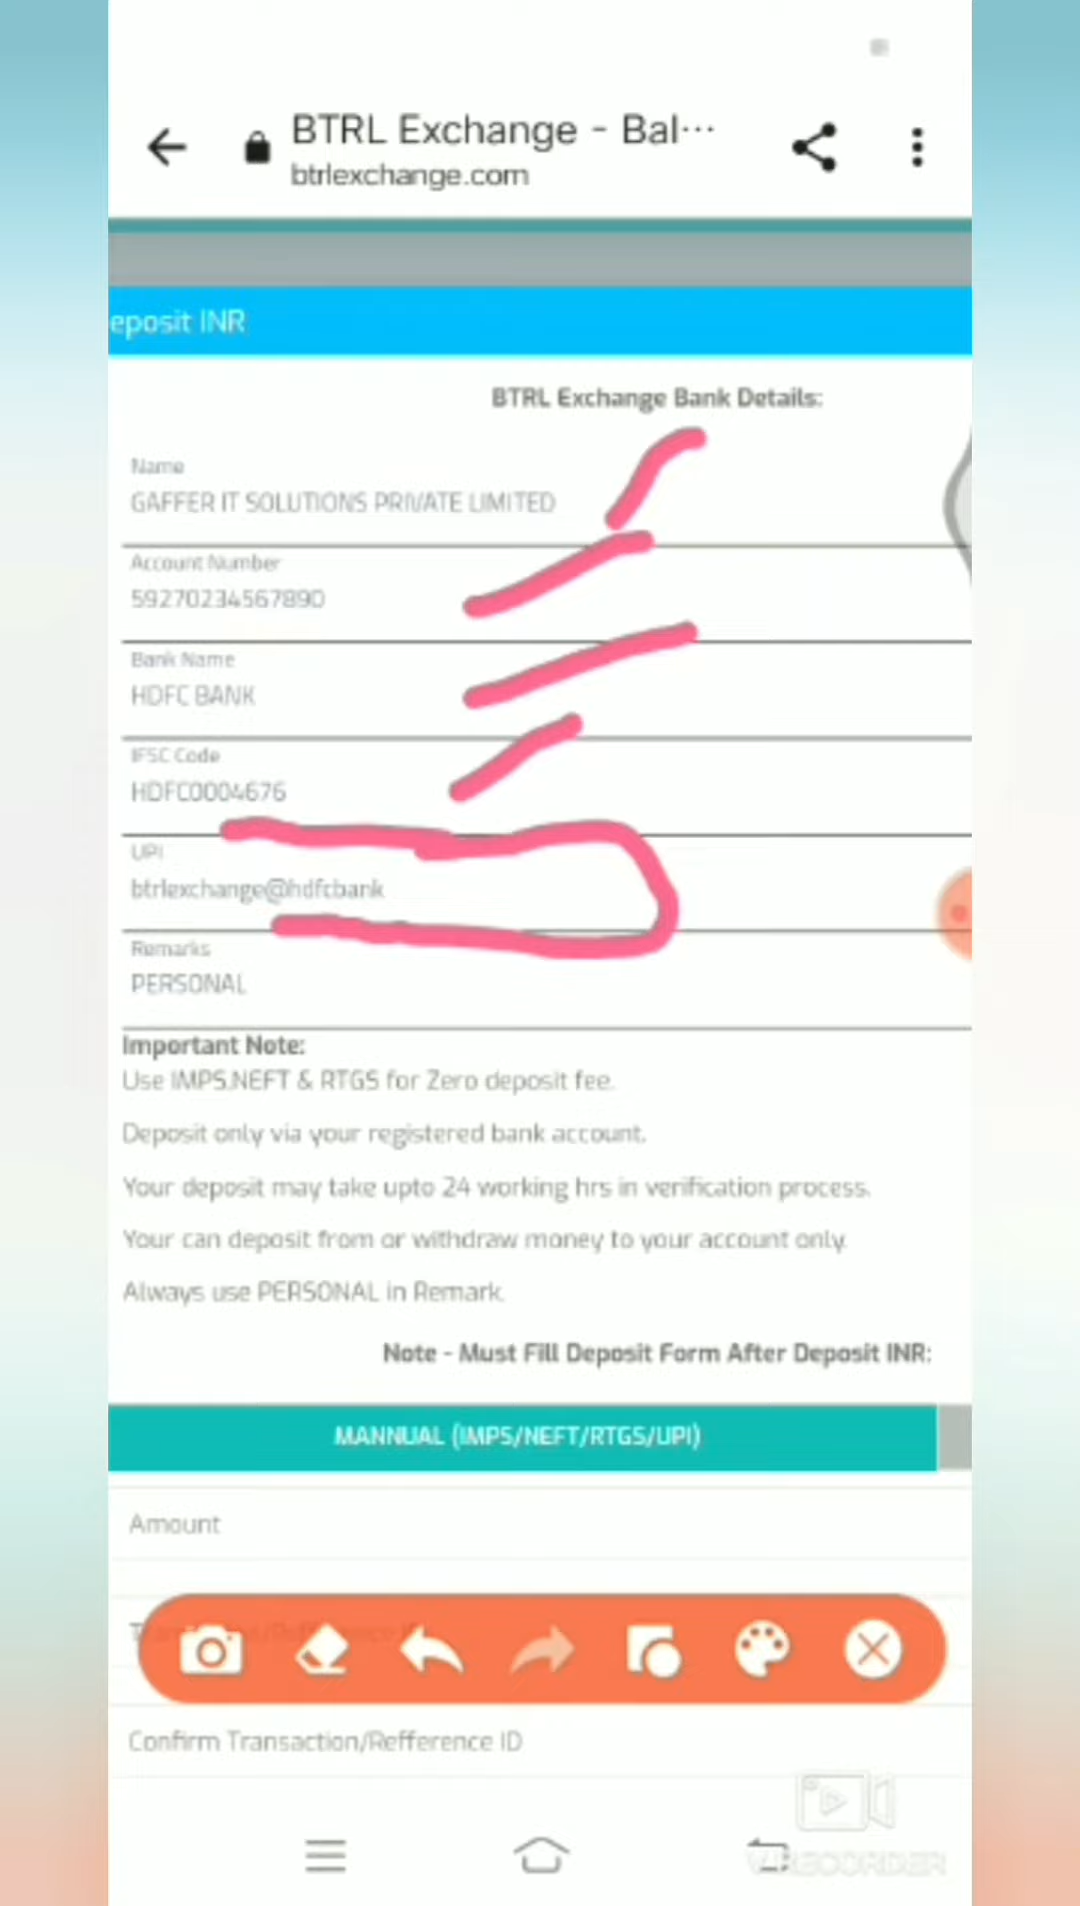 BTRL Exchange - Bal...
btrlexchange.com
eposit INR
BTRL Exchange Bank Details:
Name
GAFFER IT SOLUTIONS PRIVATE LIMITED
Account Number
59270234567890
Bank Name
HDFC BANK
IFSC Code
HDFC0004676
UPI
btrlexchange@hdfcbank
Remarks
PERSONAL
Important Note:
Use IMPS,NEFT & RTGS for Zero deposit fee.
Deposit only via your registered bank account.
Your deposit may take upto 24 working hrs in verification process.
Your can deposit from or withdraw money to your account only.
Always use PERSONAL in Remark.
Note - Must Fill Deposit Form After Deposit INR:
MANNUAL (IMPS/NEFT/RTGS/UPI)
Amount
Confirm Transaction/Refference ID
RECORDER